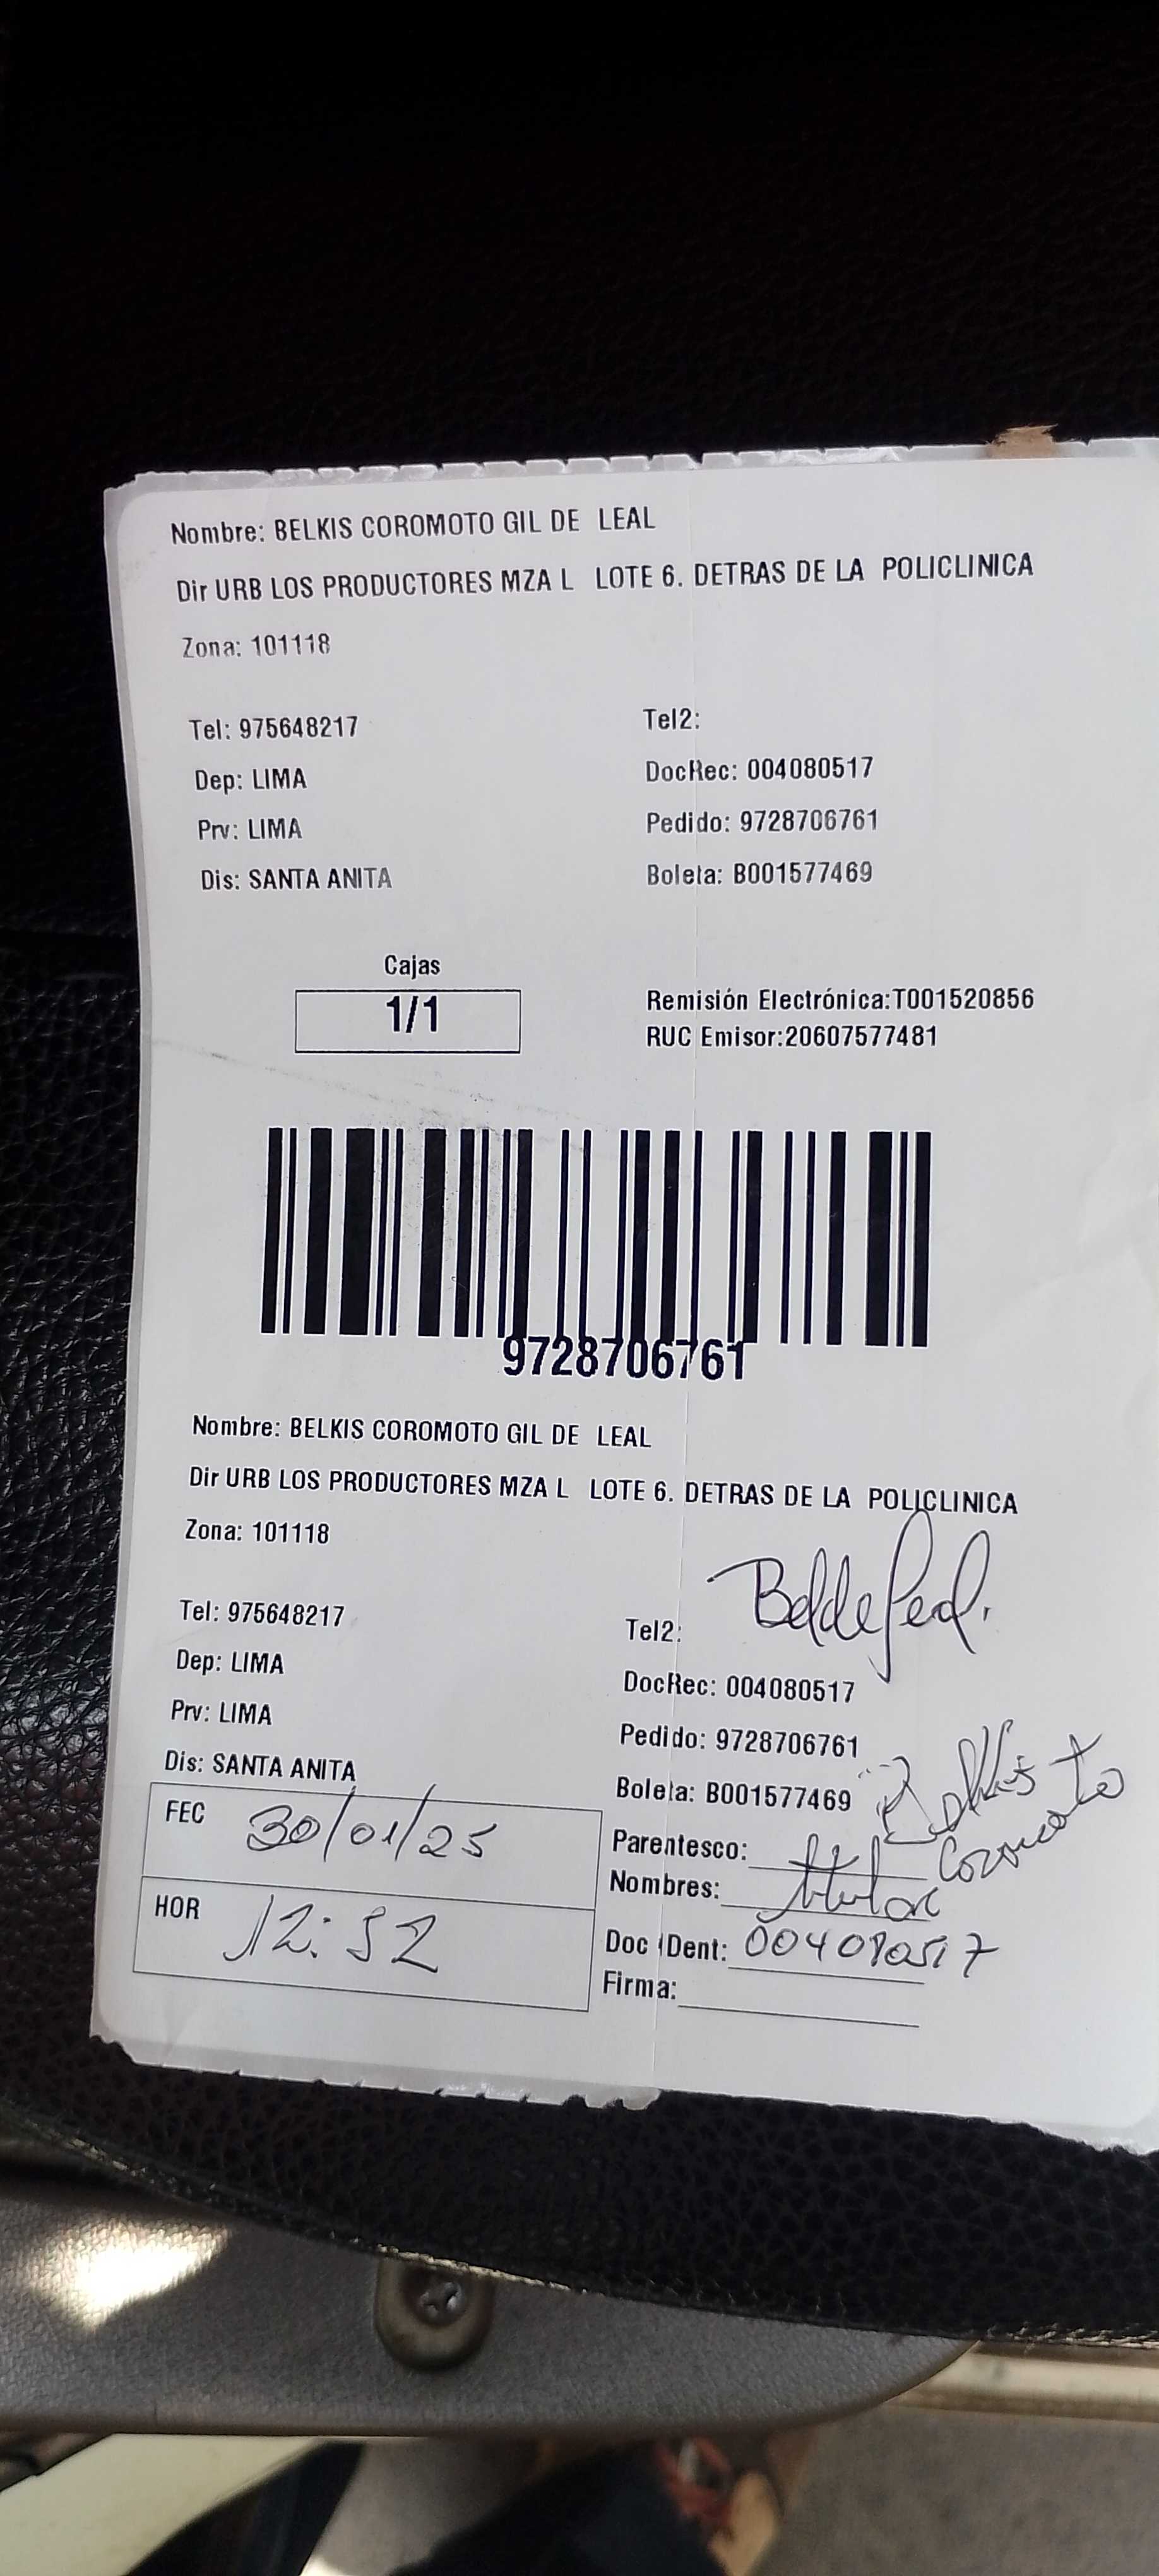 Nombre: BELKIS COROMOTO GIL DE LEAL
Dir URB LOS PRODUCTORES MZA L LOTE 6. DETRAS DE LA POLICLINICA
Zona: 101118
Tel: 975648217 Tel2:
Dep: LIMA DocRec: 004080517
Prv: LIMA Pedido: 9728706761
Dis: SANTA ANITA Boleta: B001577469
Cajas
1/1
Remisión Electrónica:T001520856
RUC Emisor:20607577481
9728706761
Nombre: BELKIS COROMOTO GIL DE LEAL
Dir URB LOS PRODUCTORES MZA L LOTE 6. DETRAS DE LA POLICLINICA
Zona: 101118
Tel: 975648217 Tel2:
Dep: LIMA DocRec: 004080517
Prv: LIMA Pedido: 9728706761
Dis: SANTA ANITA Boleta: B001577469
Belkis
Coromoto
FEC 30/01/25
Parentesco: titular
Nombres:
HOR 12:52
Doc IDent: 004080517
Firma: